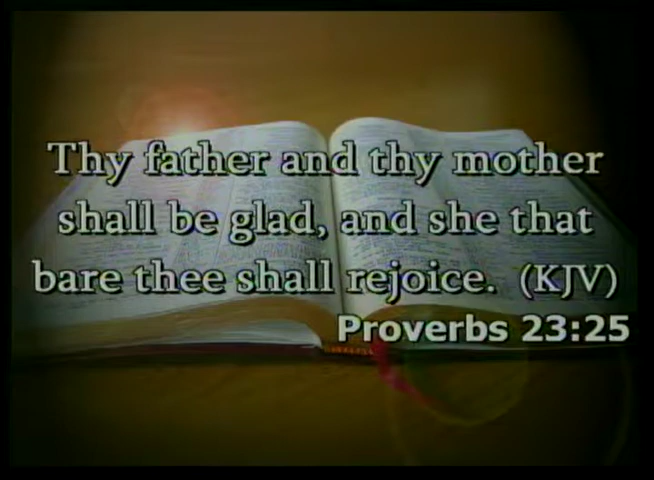 Thy father and thy mother
shall be glad, and she that
bare thee shall rejoice. (KJV)
Proverbs 23:25